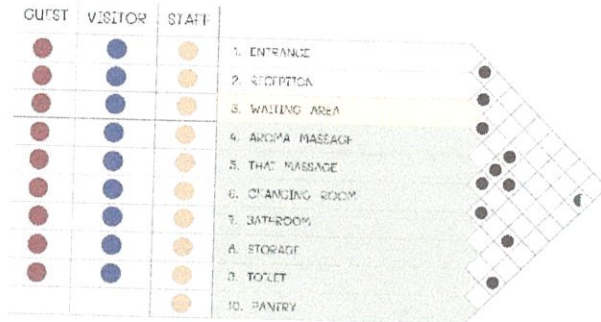 GUEST VISITOR STAFF
1. ENTRANCE
2. RECEPTION
3. WAITING AREA
4. AROMA MASSAGE
5. THAI MASSAGE
6. CHANGING ROOM
7. BATHROOM
8. STORAGE
9. TOILET
10. PANTRY